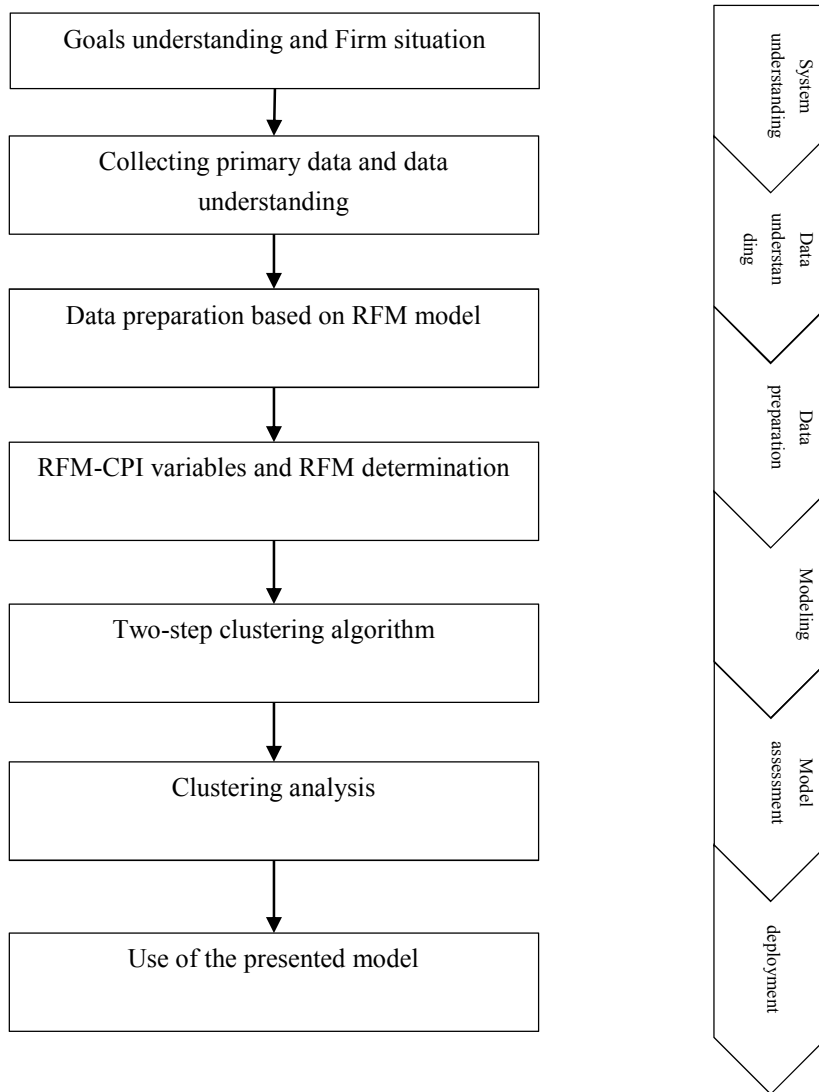 Goals understanding and Firm situation
Collecting primary data and data
understanding
Data preparation based on RFM model
RFM-CPI variables and RFM determination
Two-step clustering algorithm
Clustering analysis
Use of the presented model
System
understanding
Data
understan
ding
Data
preparation
Modeling
Model
assessment
deployment